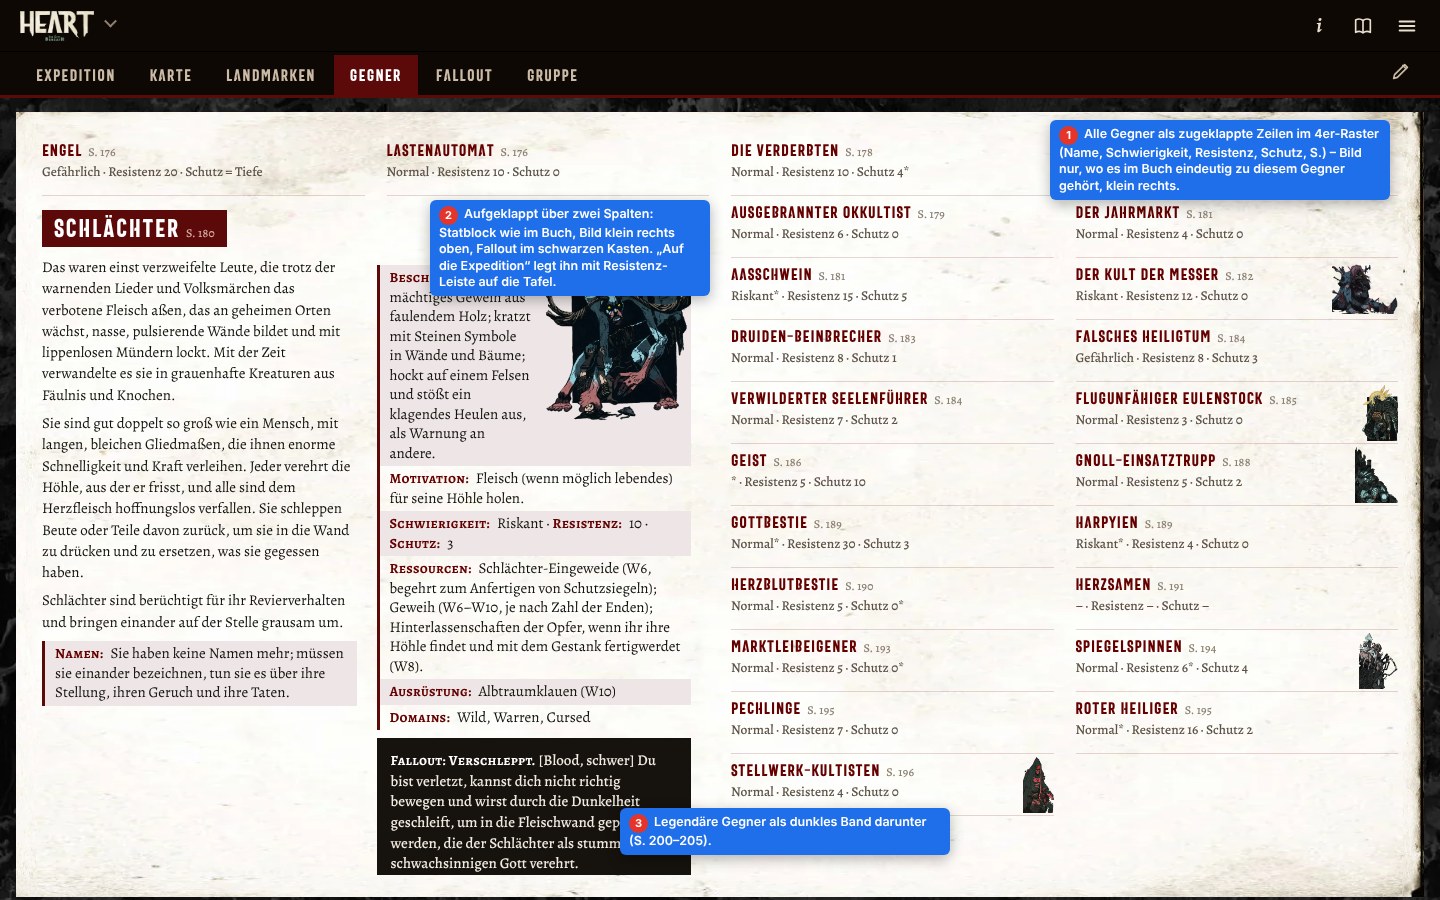 HEART
EXPEDITION
KARTE
LANDMARKEN
GEGNER
FALLOUT
GRUPPE
ENGEL S. 176
Gefährlich · Resistenz 20 · Schutz = Tiefe
LASTENAUTOMAT S. 176
Normal · Resistenz 10 · Schutz 0
DIE VERDERBTEN S. 178
Normal · Resistenz 10 · Schutz 4*
1 Alle Gegner als zugeklappte Zeilen im 4er-Raster
(Name, Schwierigkeit, Resistenz, Schutz, S.) – Bild
nur, wo es im Buch eindeutig zu diesem Gegner
gehört, klein rechts.
SCHLÄCHTER S. 180
Das waren einst verzweifelte Leute, die trotz der
warnenden Lieder und Volksmärchen das
verbotene Fleisch aßen, das an geheimen Orten
wächst, nasse, pulsierende Wände bildet und mit
lippenlosen Mündern lockt. Mit der Zeit
verwandelte es sie in grauenhafte Kreaturen aus
Fäulnis und Knochen.
Sie sind gut doppelt so groß wie ein Mensch, mit
langen, bleichen Gliedmaßen, die ihnen enorme
Schnelligkeit und Kraft verleihen. Jeder verehrt die
Höhle, aus der er frisst, und alle sind dem
Herzfleisch hoffnungslos verfallen. Sie schleppen
Beute oder Teile davon zurück, um sie in die Wand
zu drücken und zu ersetzen, was sie gegessen
haben.
Schlächter sind berüchtigt für ihr Revierverhalten
und bringen einander auf der Stelle grausam um.
NAMEN: Sie haben keine Namen mehr; müssen
sie einander bezeichnen, tun sie es über ihre
Stellung, ihren Geruch und ihre Taten.
2 Aufgeklappt über zwei Spalten:
Statblock wie im Buch, Bild klein rechts
oben, Fallout im schwarzen Kasten. „Auf
die Expedition“ legt ihn mit Resistenz-
Leiste auf die Tafel.
BESCH
mächtiges Geweih aus
faulendem Holz; kratzt
mit Steinen Symbole
in Wände und Bäume;
hockt auf einem Felsen
und stößt ein
klagendes Heulen aus,
als Warnung an
andere.
MOTIVATION: Fleisch (wenn möglich lebendes)
für seine Höhle holen.
SCHWIERIGKEIT: Riskant · RESISTENZ: 10 ·
SCHUTZ: 3
RESSOURCEN: Schlächter-Eingeweide (W6,
begehrt zum Anfertigen von Schutzsiegeln);
Geweih (W6–W10, je nach Zahl der Enden);
Hinterlassenschaften der Opfer, wenn ihr ihre
Höhle findet und mit dem Gestank fertigwerdet
(W8).
AUSRÜSTUNG: Albtraumklauen (W10)
DOMAINS: Wild, Warren, Cursed
FALLOUT: VERSCHLEPPT. [Blood, schwer] Du
bist verletzt, kannst dich nicht richtig
bewegen und wirst durch die Dunkelheit
geschleift, um in die Fleischwand gep
werden, die der Schlächter als stumm
schwachsinnigen Gott verehrt.
AUSGEBRANNTER OKKULTIST S. 179
Normal · Resistenz 6 · Schutz 0
DER JAHRMARKT S. 181
Normal · Resistenz 4 · Schutz 0
AASSCHWEIN S. 181
Riskant* · Resistenz 15 · Schutz 5
DER KULT DER MESSER S. 182
Riskant · Resistenz 12 · Schutz 0
DRUIDEN-BEINBRECHER S. 183
Normal · Resistenz 8 · Schutz 1
FALSCHES HEILIGTUM S. 184
Gefährlich · Resistenz 8 · Schutz 3
VERWILDERTER SEELENFÜHRER S. 184
Normal · Resistenz 7 · Schutz 2
FLUGUNFÄHIGER EULENSTOCK S. 185
Normal · Resistenz 3 · Schutz 0
GEIST S. 186
* · Resistenz 5 · Schutz 10
GNOLL-EINSATZTRUPP S. 188
Normal · Resistenz 5 · Schutz 2
GOTTBESTIE S. 189
Normal* · Resistenz 30 · Schutz 3
HARPYIEN S. 189
Riskant* · Resistenz 4 · Schutz 0
HERZBLUTBESTIE S. 190
Normal · Resistenz 5 · Schutz 0*
HERZSAMEN S. 191
– · Resistenz – · Schutz –
MARKTLEIBEIGENER S. 193
Normal · Resistenz 5 · Schutz 0*
SPIEGELSPINNEN S. 194
Normal · Resistenz 6* · Schutz 4
PECHLINGE S. 195
Normal · Resistenz 7 · Schutz 0
ROTER HEILIGER S. 195
Normal* · Resistenz 16 · Schutz 2
STELLWERK-KULTISTEN S. 196
Normal · Resistenz 4 · Schutz 0
3 Legendäre Gegner als dunkles Band darunter
(S. 200–205).